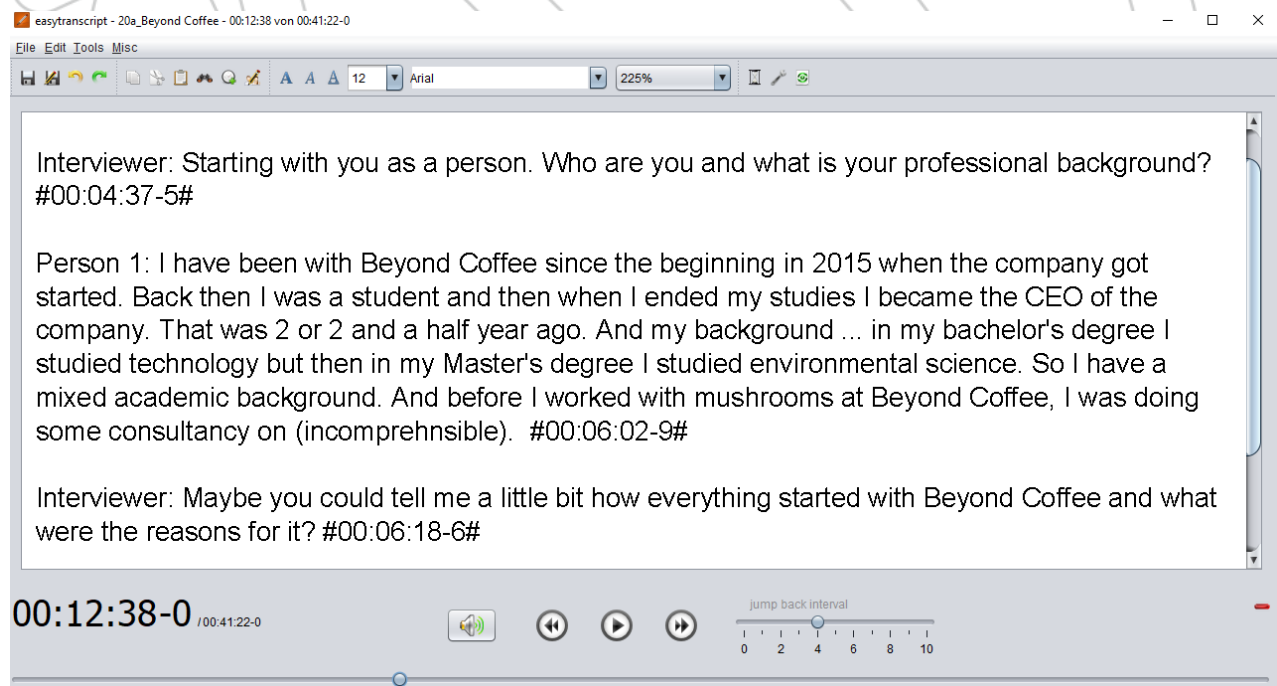 easytranscript - 20a_Beyond Coffee - 00:12:38 von 00:41:22-0
File Edit Tools Misc
A A A 12 Arial 225%
Interviewer: Starting with you as a person. Who are you and what is your professional background?
#00:04:37-5#
Person 1: I have been with Beyond Coffee since the beginning in 2015 when the company got
started. Back then I was a student and then when I ended my studies I became the CEO of the
company. That was 2 or 2 and a half year ago. And my background ... in my bachelor's degree I
studied technology but then in my Master's degree I studied environmental science. So I have a
mixed academic background. And before I worked with mushrooms at Beyond Coffee, I was doing
some consultancy on (incomprehnsible).  #00:06:02-9#
Interviewer: Maybe you could tell me a little bit how everything started with Beyond Coffee and what
were the reasons for it? #00:06:18-6#
jump back interval
00:12:38-0 /00:41:22-0
0 2 4 6 8 10